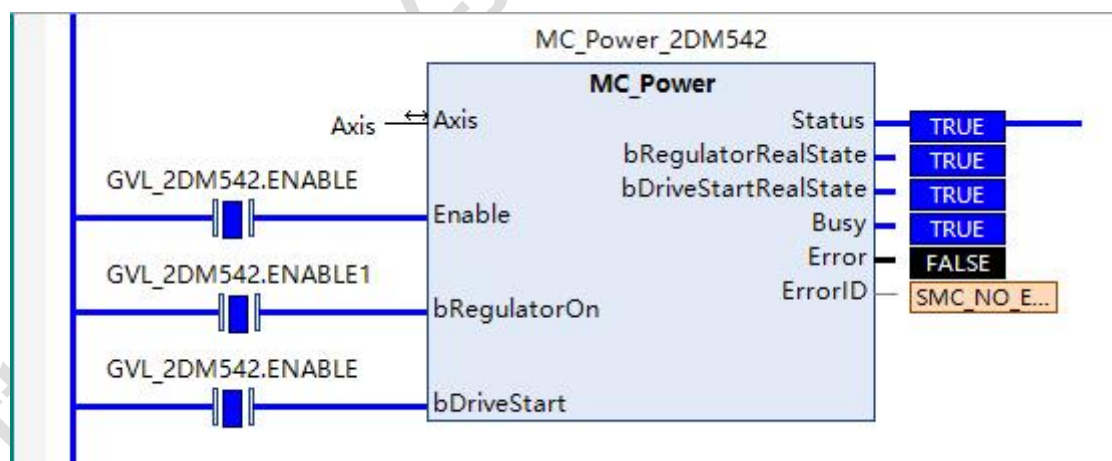 MC_Power_2DM542
MC_Power
Axis
Axis
Status
TRUE
bRegulatorRealState
TRUE
GVL_2DM542.ENABLE
bDriveStartRealState
TRUE
Enable
Busy
TRUE
Error
FALSE
GVL_2DM542.ENABLE1
ErrorID
SMC_NO_E...
bRegulatorOn
GVL_2DM542.ENABLE
bDriveStart